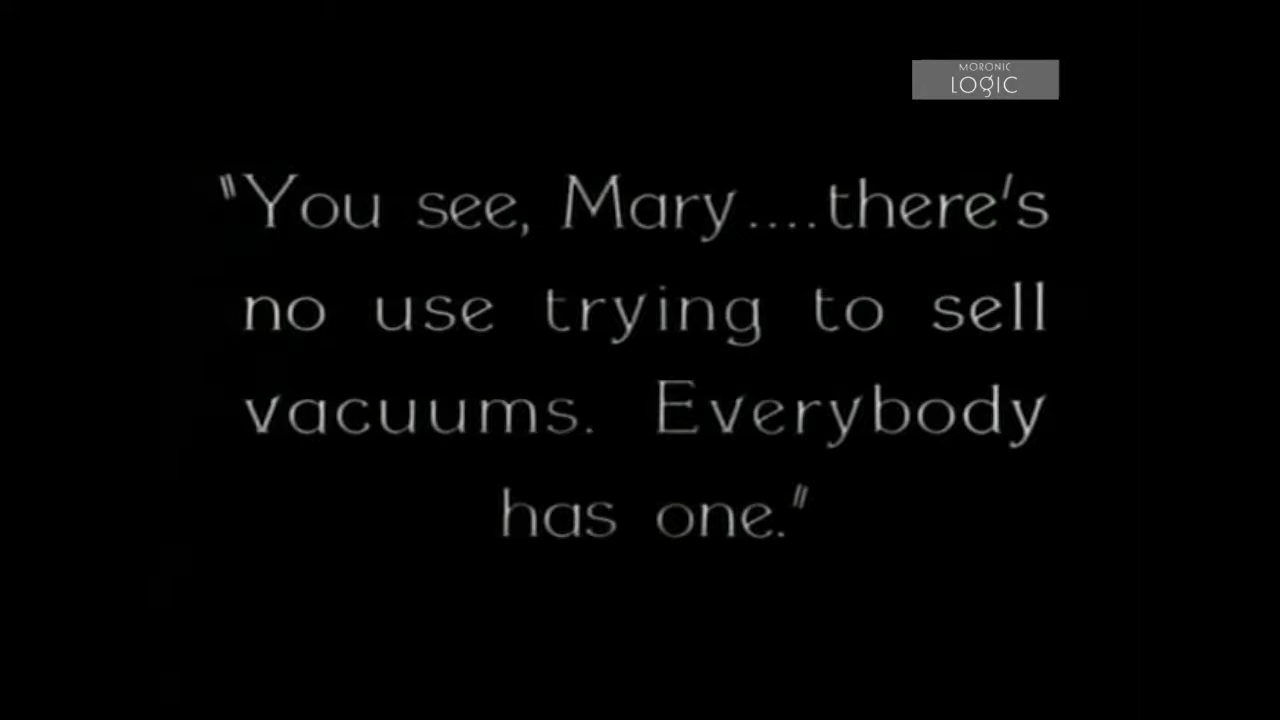 MORONIC
LOGIC
"You see, Mary....there's
no use trying to sell
vacuums. Everybody
has one."